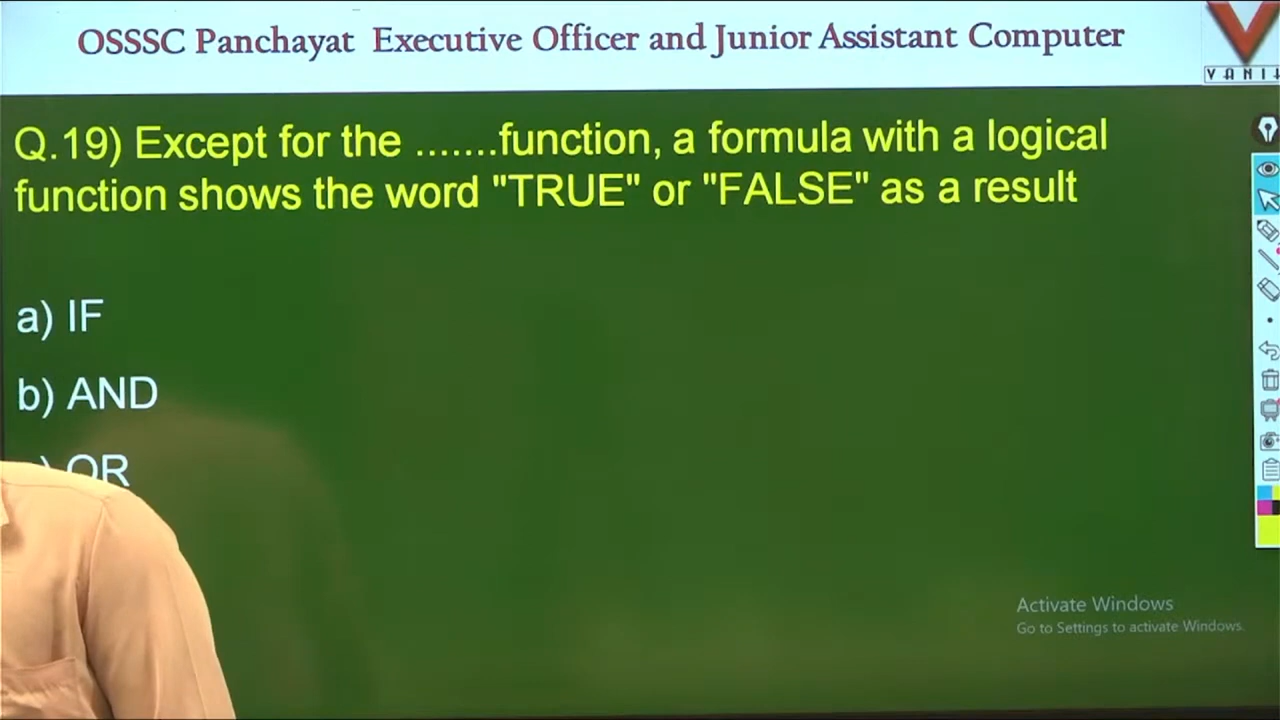 OSSSC Panchayat Executive Officer and Junior Assistant Computer
VANI
Q.19) Except for the .......function, a formula with a logical
function shows the word "TRUE" or "FALSE" as a result
a) IF
b) AND
) OR
Activate Windows
Go to Settings to activate Windows.